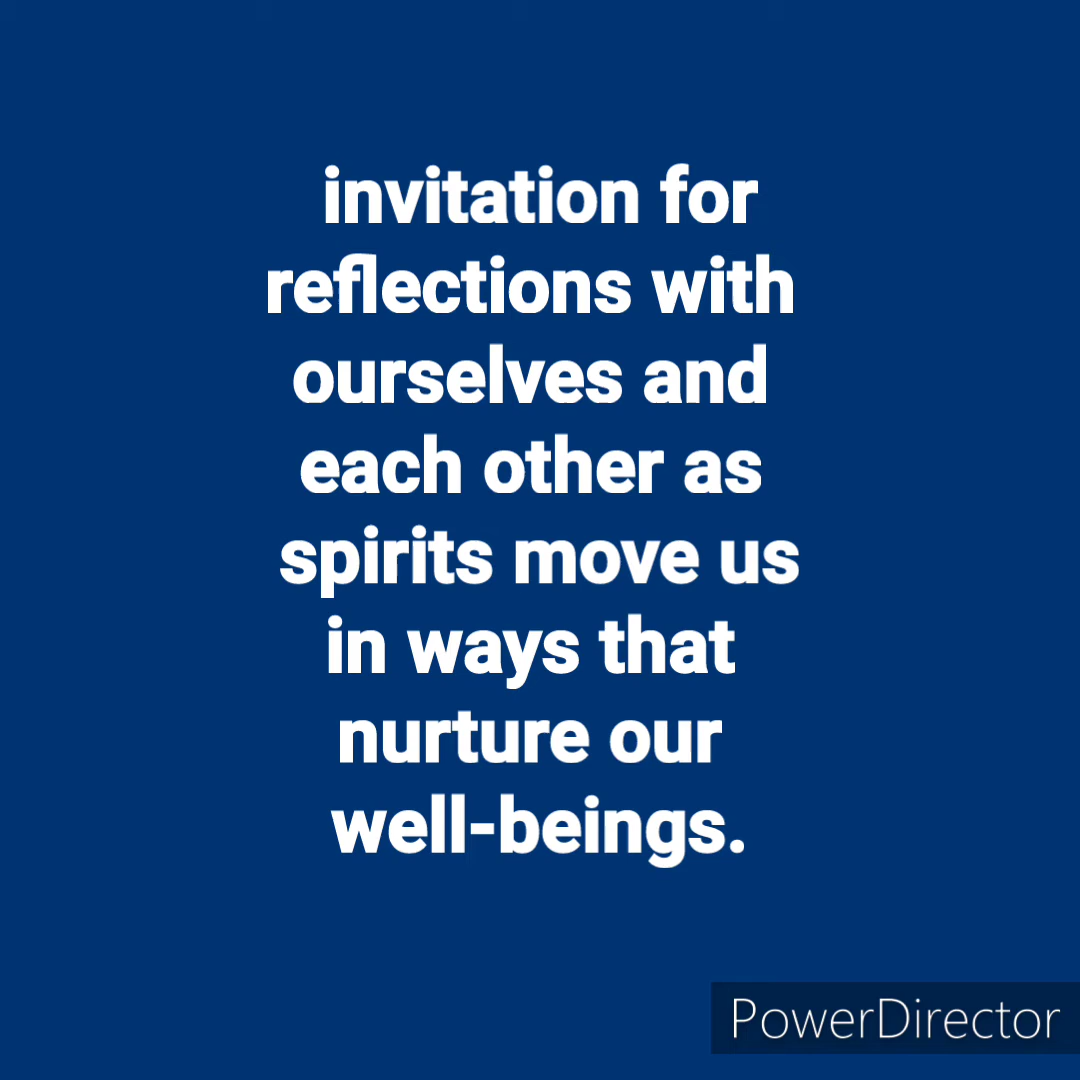 invitation for
reflections with
ourselves and
each other as
spirits move us
in ways that
nurture our
well-beings.
PowerDirector